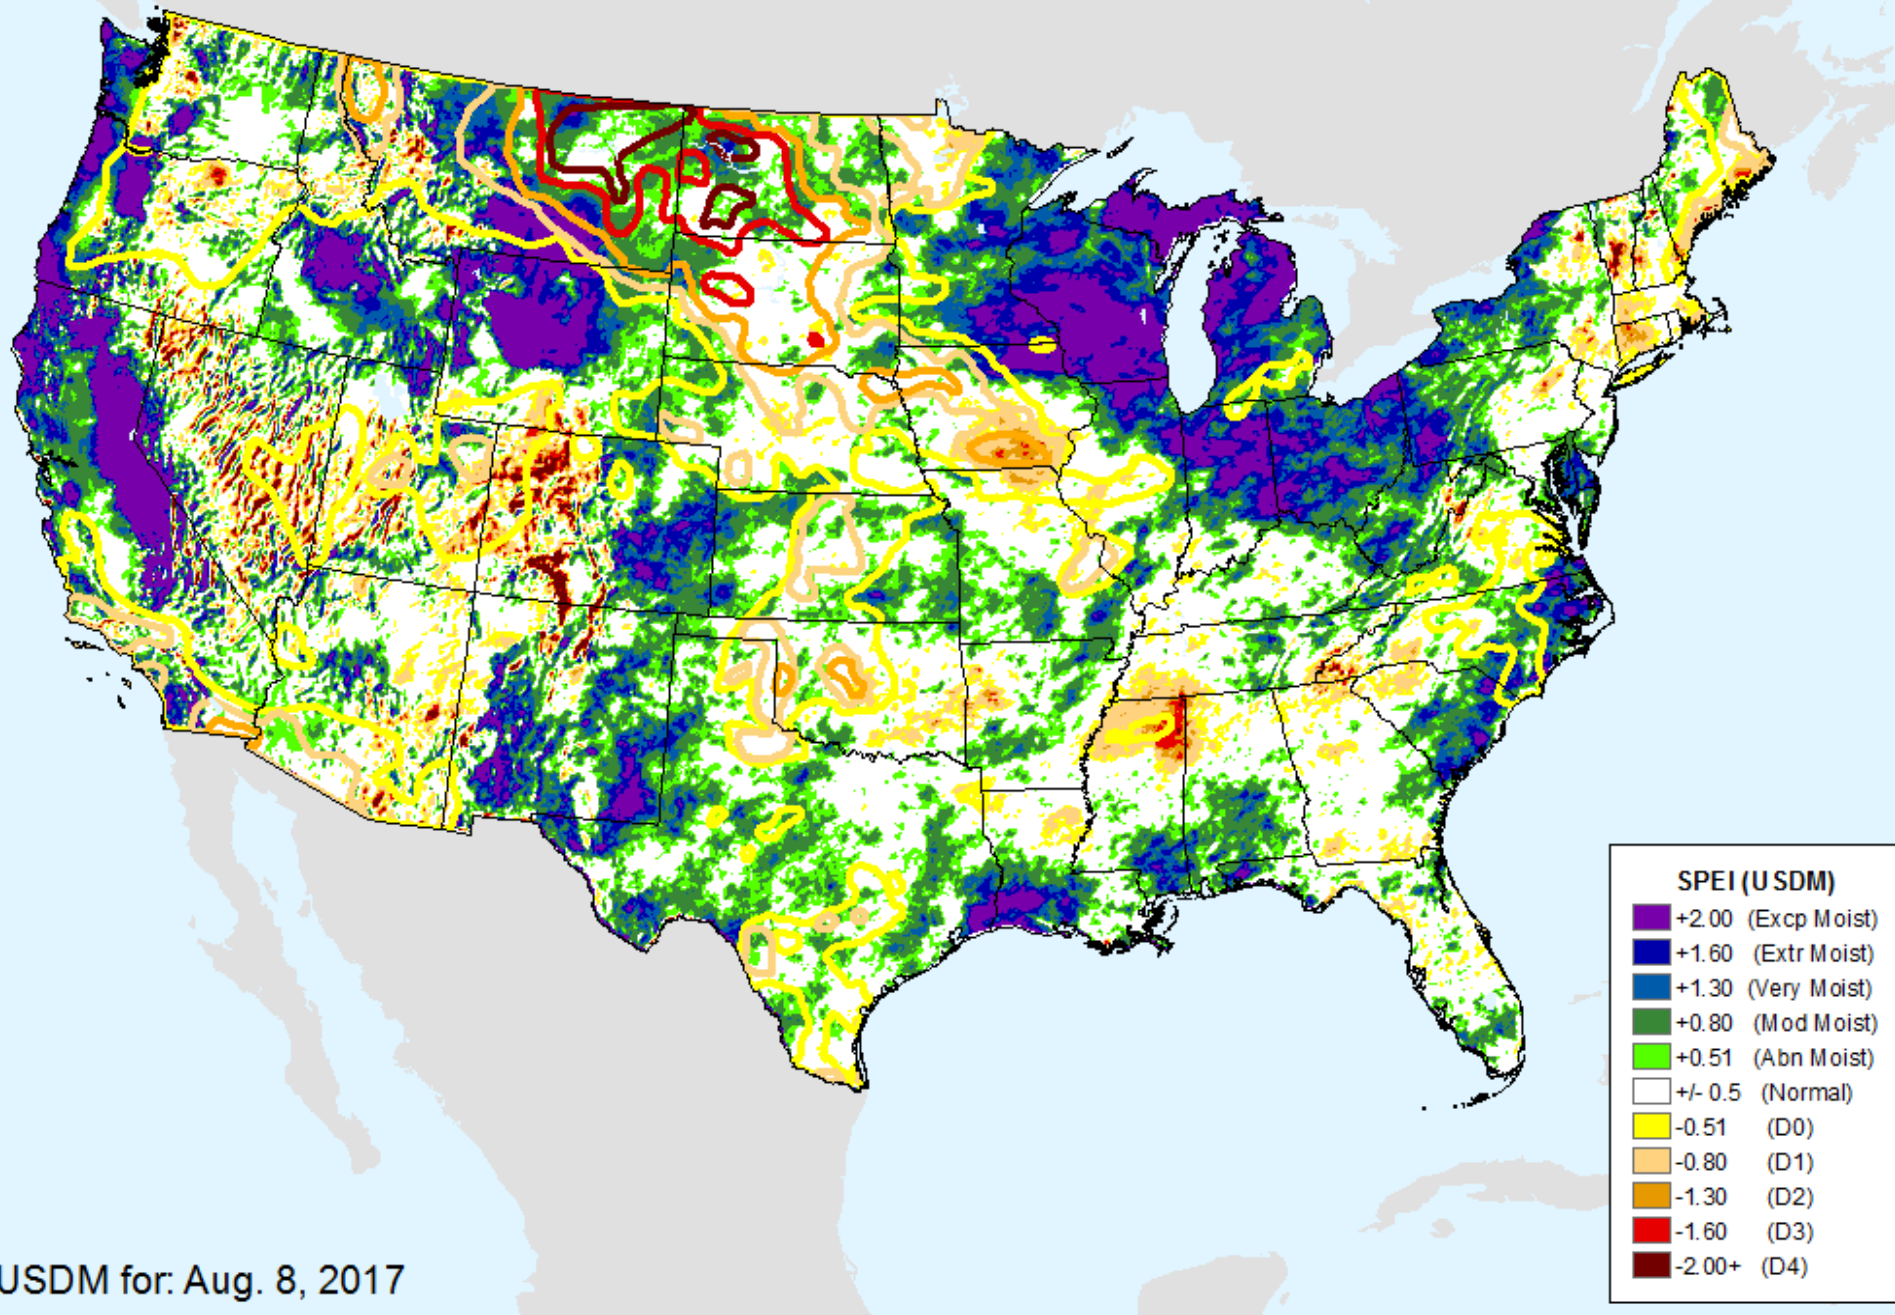 SPEI (USDM)
+2.00 (Excp Moist)
+1.60 (Extr Moist)
+1.30 (Very Moist)
+0.80 (Mod Moist)
+0.51 (Abn Moist)
+/- 0.5 (Normal)
-0.51 (D0)
-0.80 (D1)
-1.30 (D2)
-1.60 (D3)
-2.00+ (D4)
USDM for: Aug. 8, 2017